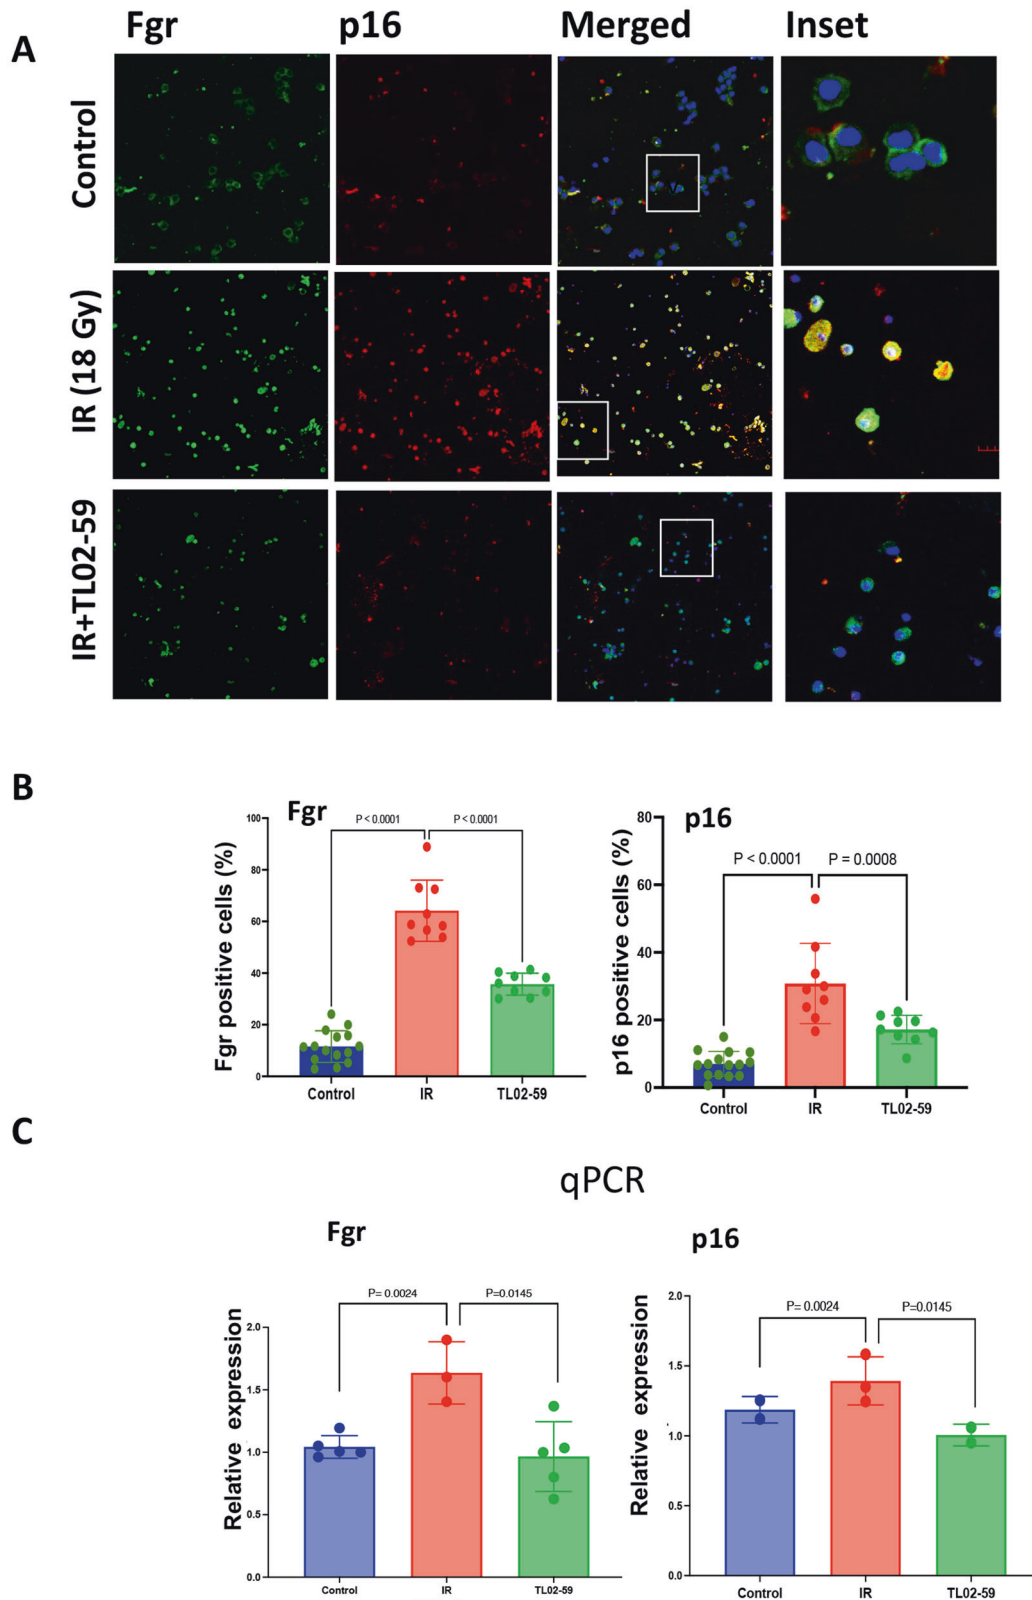 A
Fgr p16 Merged Inset
Control
IR (18 Gy)
IR+TL02-59
B
Fgr
P < 0.0001 P < 0.0001
Fgr positive cells (%)
100
80
60
40
20
0
Control IR TL02-59
p16
P < 0.0001 P = 0.0008
p16 positive cells (%)
80
60
40
20
0
Control IR TL02-59
C
qPCR
Fgr
P= 0.0024 P=0.0145
Relative expression
2.0
1.5
1.0
0.5
0.0
Control IR TL02-59
p16
P= 0.0024 P=0.0145
Relative expression
2.0
1.5
1.0
0.5
0.0
Control IR TL02-59